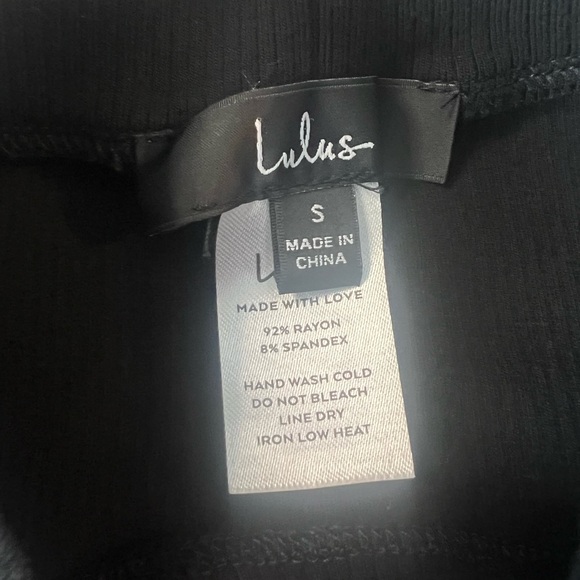 Lulus
S
MADE IN
CHINA
MADE WITH LOVE
92% RAYON
8% SPANDEX
HAND WASH COLD
DO NOT BLEACH
LINE DRY
IRON LOW HEAT